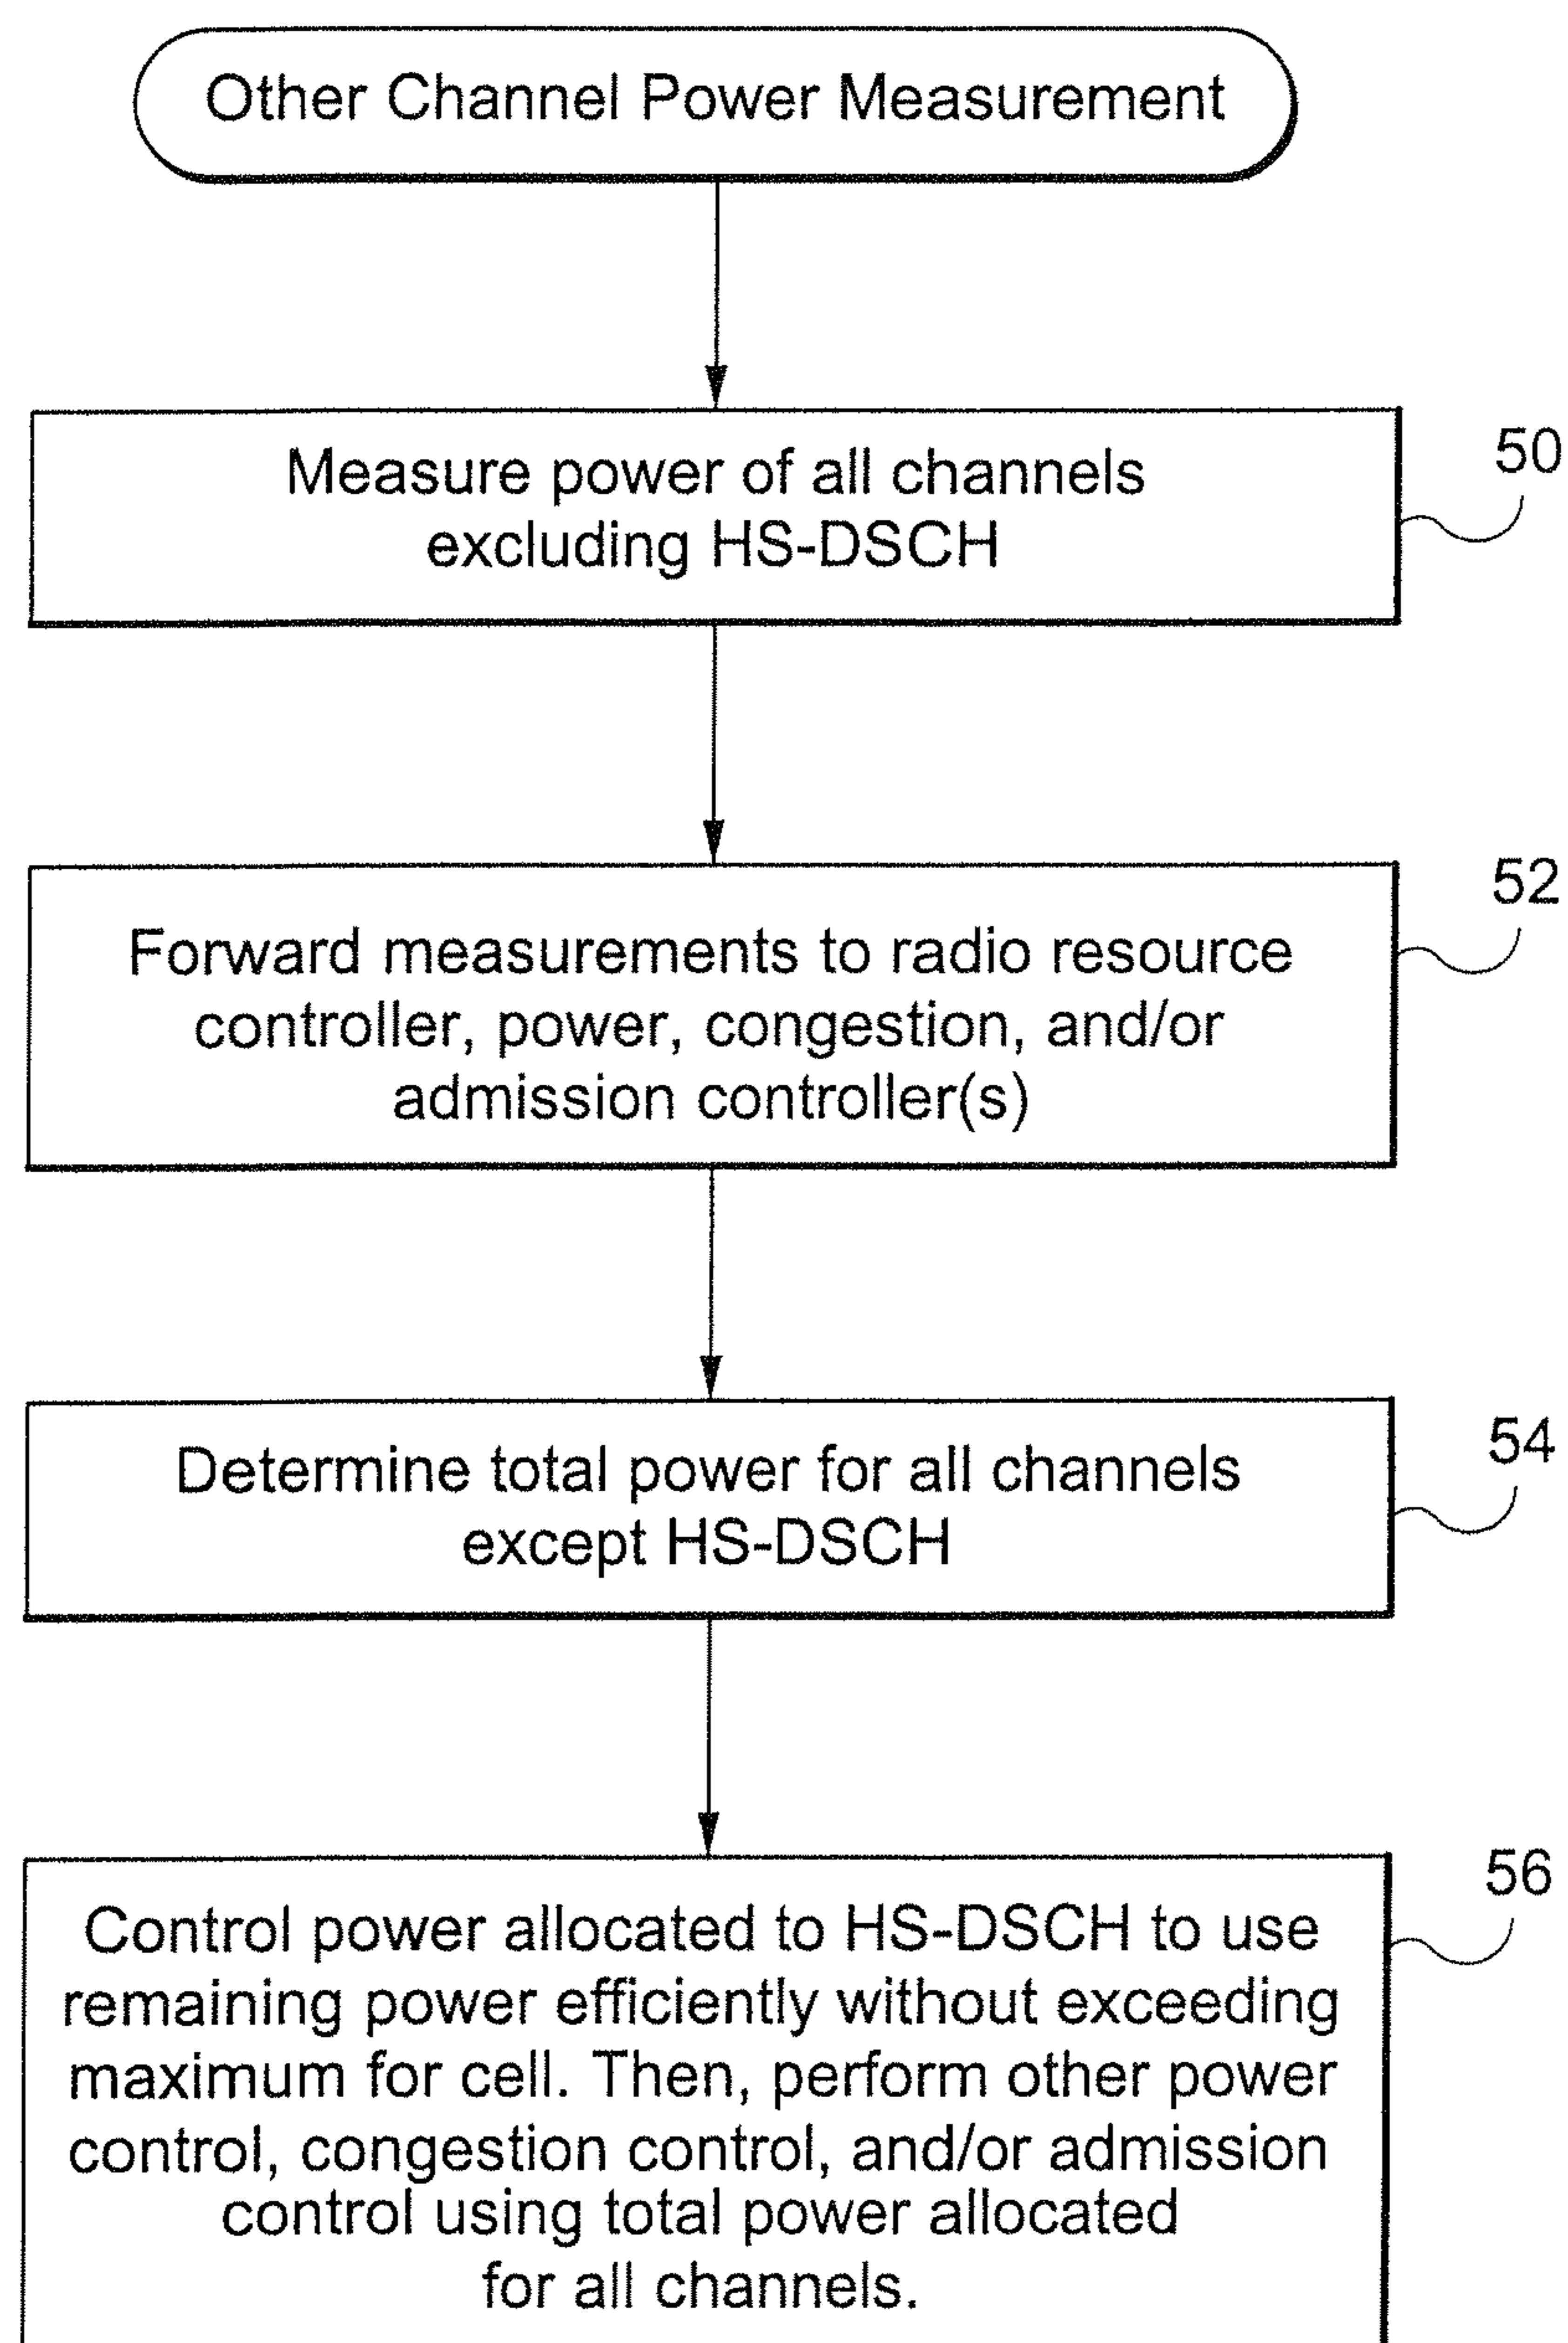 Other Channel Power Measurement
50
Measure power of all channels
excluding HS-DSCH
52
Forward measurements to radio resource
controller, power, congestion, and/or
admission controller(s)
54
Determine total power for all channels
except HS-DSCH
56
Control power allocated to HS-DSCH to use
remaining power efficiently without exceeding
maximum for cell. Then, perform other power
control, congestion control, and/or admission
control using total power allocated
for all channels.